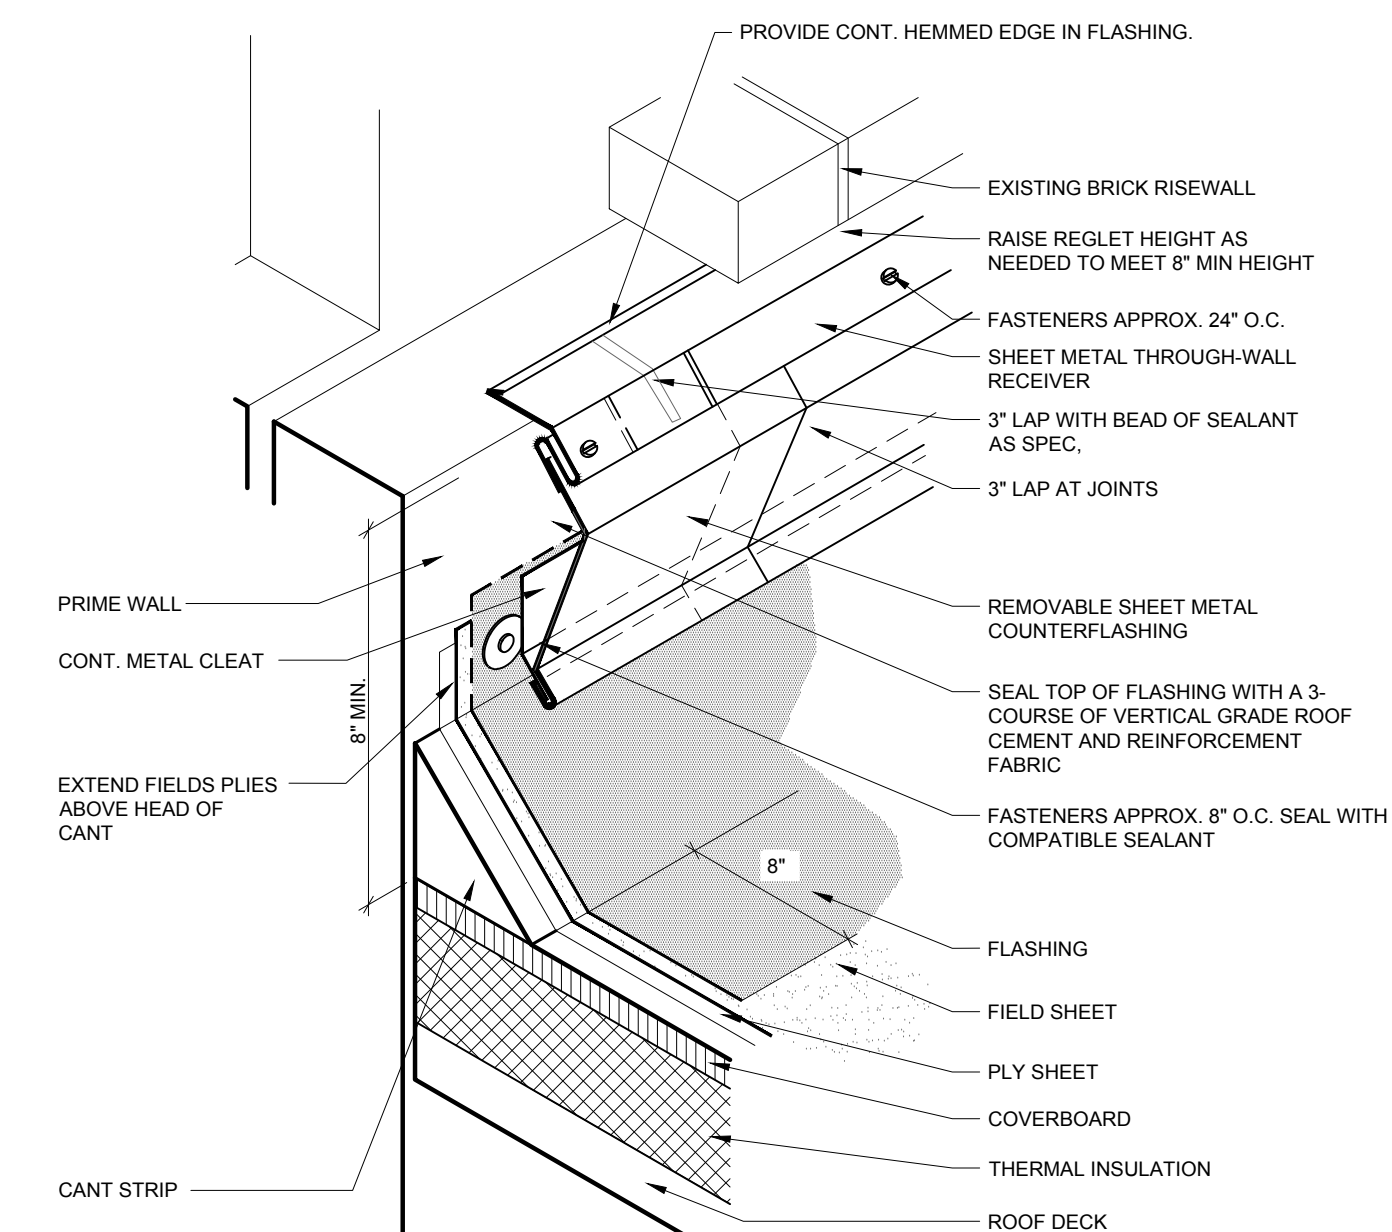 PROVIDE CONT. HEMMED EDGE IN FLASHING.
EXISTING BRICK RISEWALL
RAISE REGLET HEIGHT AS
NEEDED TO MEET 8" MIN HEIGHT
FASTENERS APPROX. 24" O.C.
SHEET METAL THROUGH-WALL
RECEIVER
3" LAP WITH BEAD OF SEALANT
AS SPEC,
3" LAP AT JOINTS
PRIME WALL
CONT. METAL CLEAT
8" MIN.
EXTEND FIELDS PLIES
ABOVE HEAD OF
CANT
CANT STRIP
REMOVABLE SHEET METAL
COUNTERFLASHING
SEAL TOP OF FLASHING WITH A 3-
COURSE OF VERTICAL GRADE ROOF
CEMENT AND REINFORCEMENT
FABRIC
FASTENERS APPROX. 8" O.C. SEAL WITH
COMPATIBLE SEALANT
8"
FLASHING
FIELD SHEET
PLY SHEET
COVERBOARD
THERMAL INSULATION
ROOF DECK